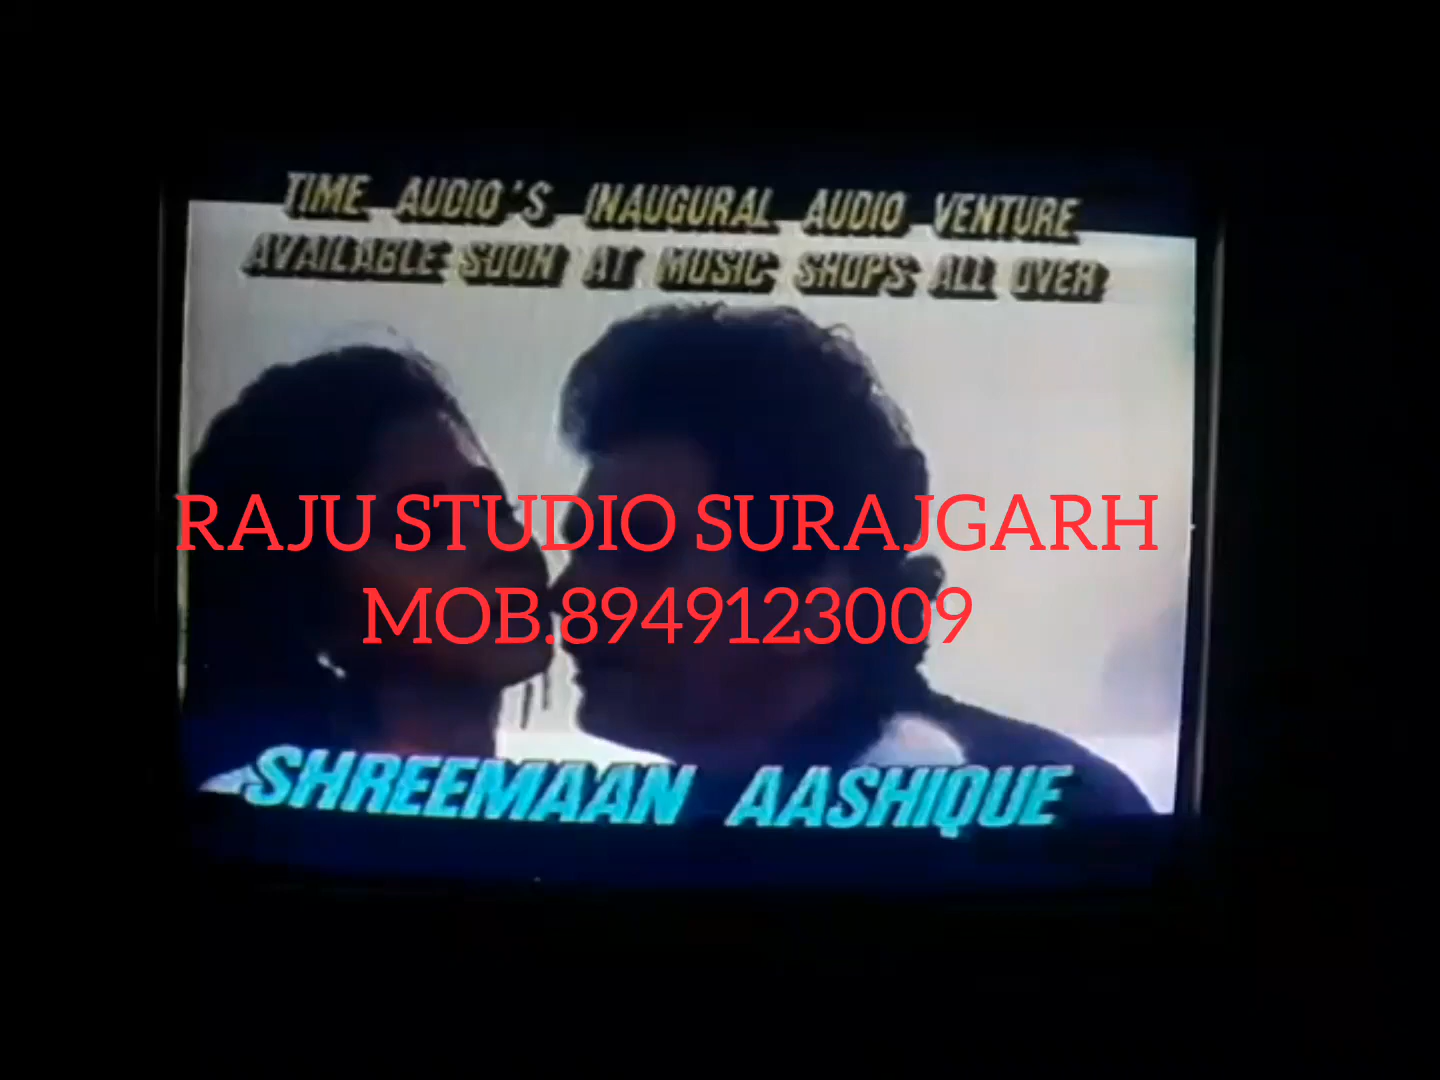 TIME AUDIO'S INAUGURAL AUDIO VENTURE
AVAILABLE SOON AT MUSIC SHOPS ALL OVER
RAJU STUDIO SURAJGARH
MOB.8949123009
SHREEMAAN AASHIQUE